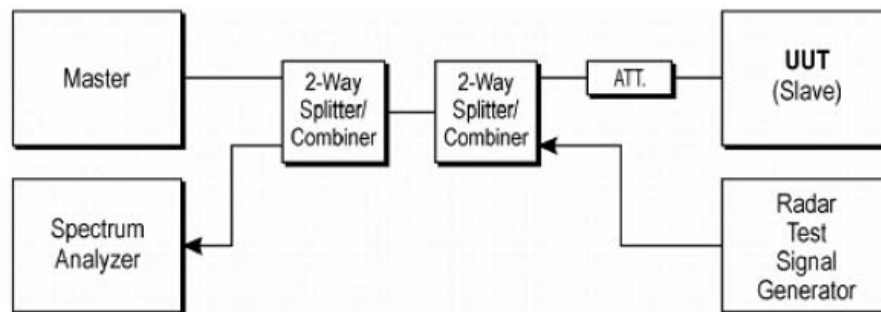 Master
2-Way
Splitter/
Combiner
2-Way
Splitter/
Combiner
ATT.
UUT
(Slave)
Spectrum
Analyzer
Radar
Test
Signal
Generator